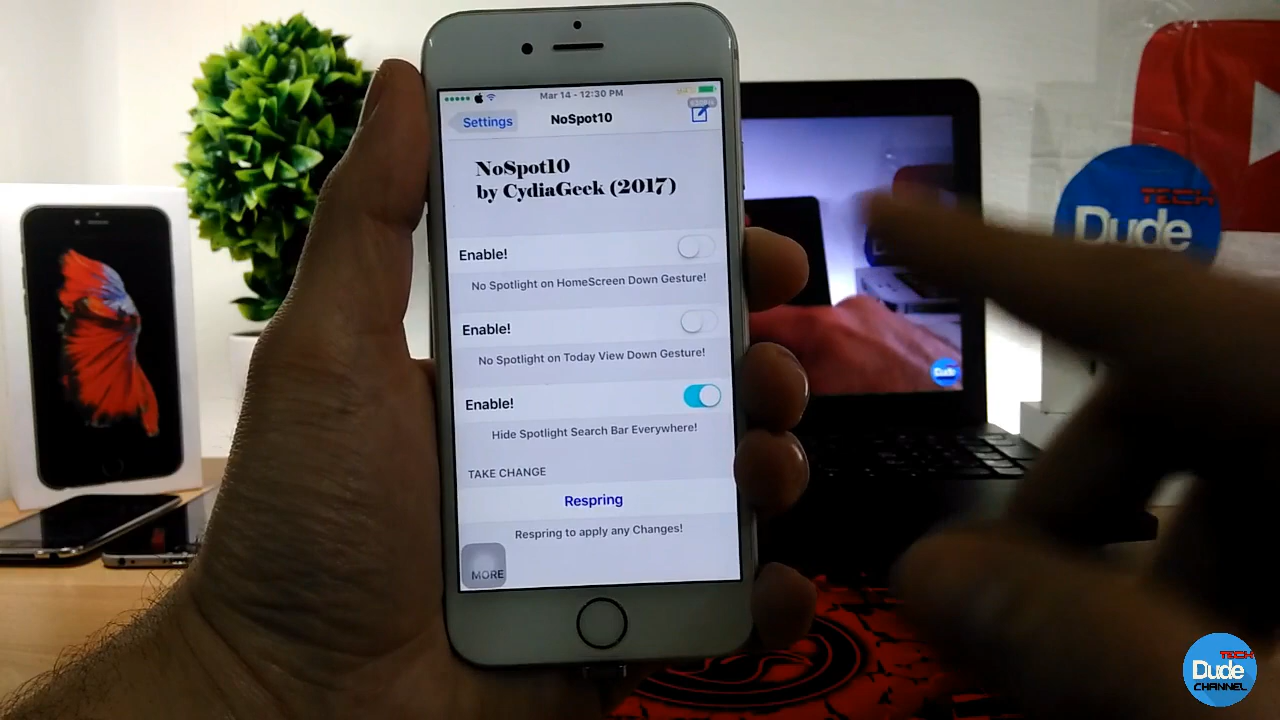 Mar 14 - 12:30 PM
Settings
NoSpot10
NoSpot10
by CydiaGeek (2017)
Enable!
No Spotlight on HomeScreen Down Gesture!
Enable!
No Spotlight on Today View Down Gesture!
Enable!
Hide Spotlight Search Bar Everywhere!
TAKE CHANGE
Respring
Respring to apply any Changes!
MORE
TECH
Dude
Dude
TECH
Dude
CHANNEL